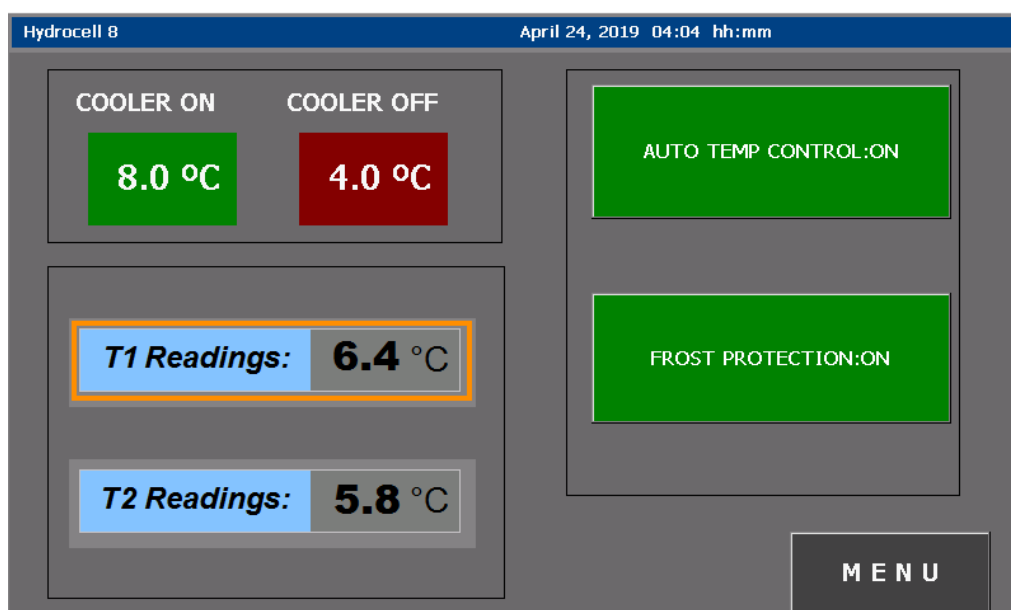 Hydrocell 8 April 24, 2019 04:04 hh:mm
COOLER ON COOLER OFF
8.0 ºC 4.0 ºC
AUTO TEMP CONTROL:ON
T1 Readings: 6.4 °C
FROST PROTECTION:ON
T2 Readings: 5.8 °C
MENU